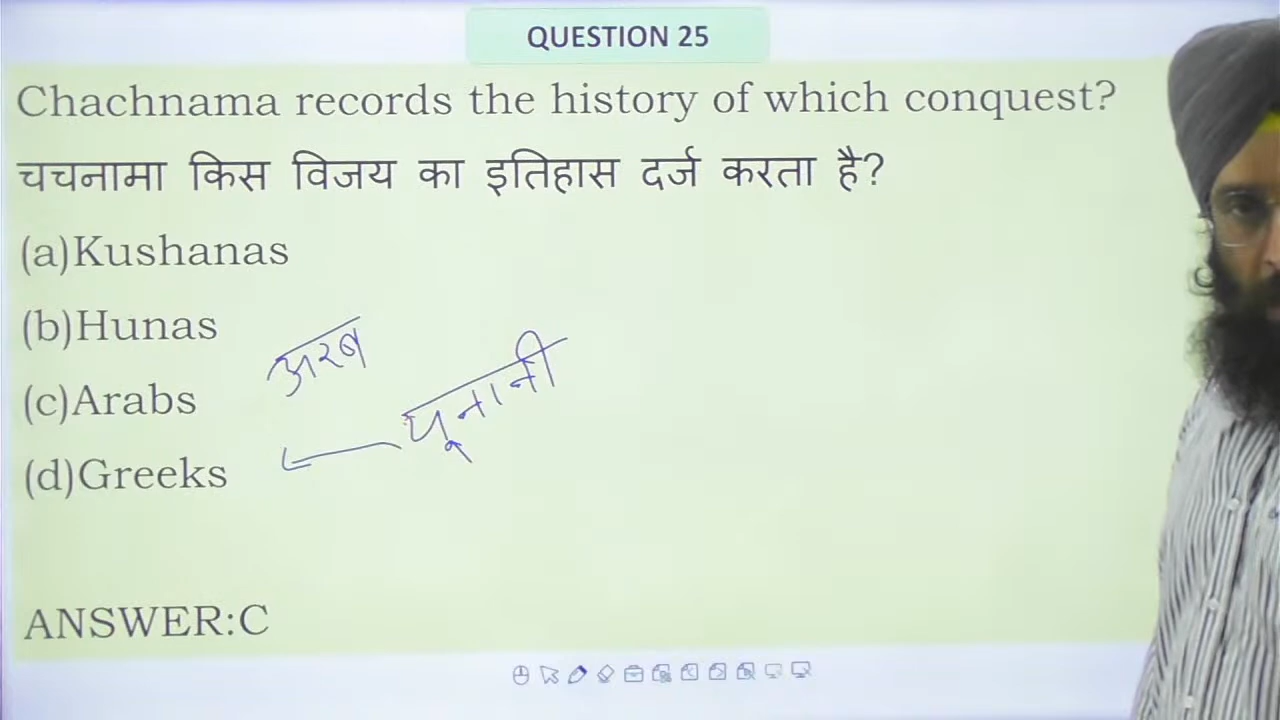 QUESTION 25
Chachnama records the history of which conquest?
चचनामा किस विजय का इतिहास दर्ज करता है?
(a)Kushanas
(b)Hunas
अरब
(c)Arabs
यूनानी
(d)Greeks
ANSWER:C